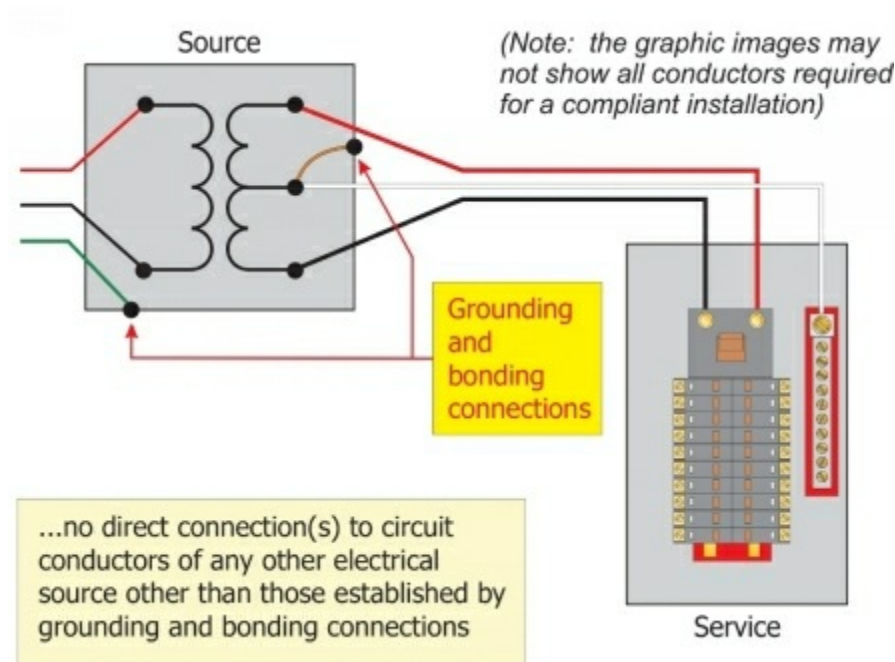 Source
(Note: the graphic images may
not show all conductors required
for a compliant installation)
Grounding
and
bonding
connections
...no direct connection(s) to circuit
conductors of any other electrical
source other than those established by
grounding and bonding connections
Service